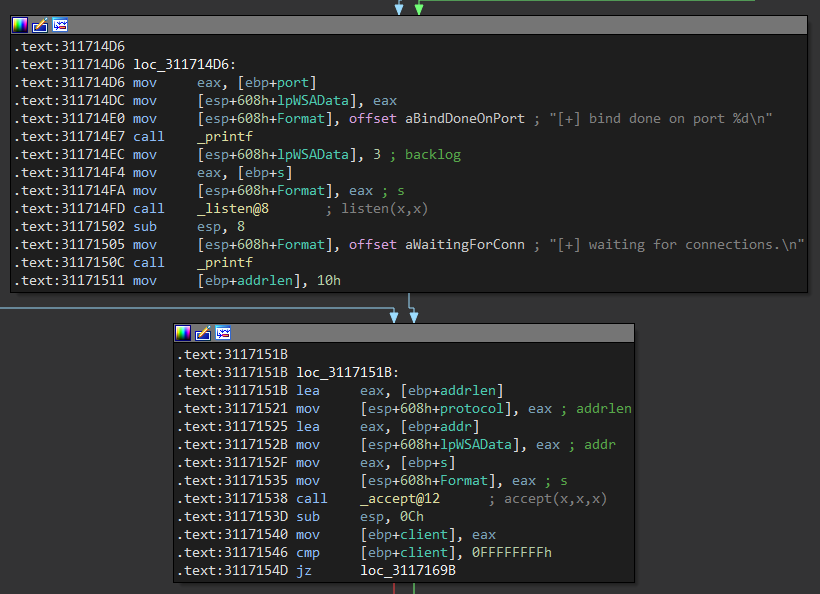 .text:311714D6
.text:311714D6 loc_311714D6:
.text:311714D6 mov eax, [ebp+port]
.text:311714DC mov [esp+608h+lpWSAData], eax
.text:311714E0 mov [esp+608h+Format], offset aBindDoneOnPort ; "[+] bind done on port %d\n"
.text:311714E7 call _printf
.text:311714EC mov [esp+608h+lpWSAData], 3 ; backlog
.text:311714F4 mov eax, [ebp+s]
.text:311714FA mov [esp+608h+Format], eax ; s
.text:311714FD call _listen@8 ; listen(x,x)
.text:31171502 sub esp, 8
.text:31171505 mov [esp+608h+Format], offset aWaitingForConn ; "[+] waiting for connections.\n"
.text:3117150C call _printf
.text:31171511 mov [ebp+addrlen], 10h
.text:3117151B
.text:3117151B loc_3117151B:
.text:3117151B lea eax, [ebp+addrlen]
.text:31171521 mov [esp+608h+protocol], eax ; addrlen
.text:31171525 lea eax, [ebp+addr]
.text:3117152B mov [esp+608h+lpWSAData], eax ; addr
.text:3117152F mov eax, [ebp+s]
.text:31171535 mov [esp+608h+Format], eax ; s
.text:31171538 call _accept@12 ; accept(x,x,x)
.text:3117153D sub esp, 0Ch
.text:31171540 mov [ebp+client], eax
.text:31171546 cmp [ebp+client], 0FFFFFFFFh
.text:3117154D jz loc_3117169B